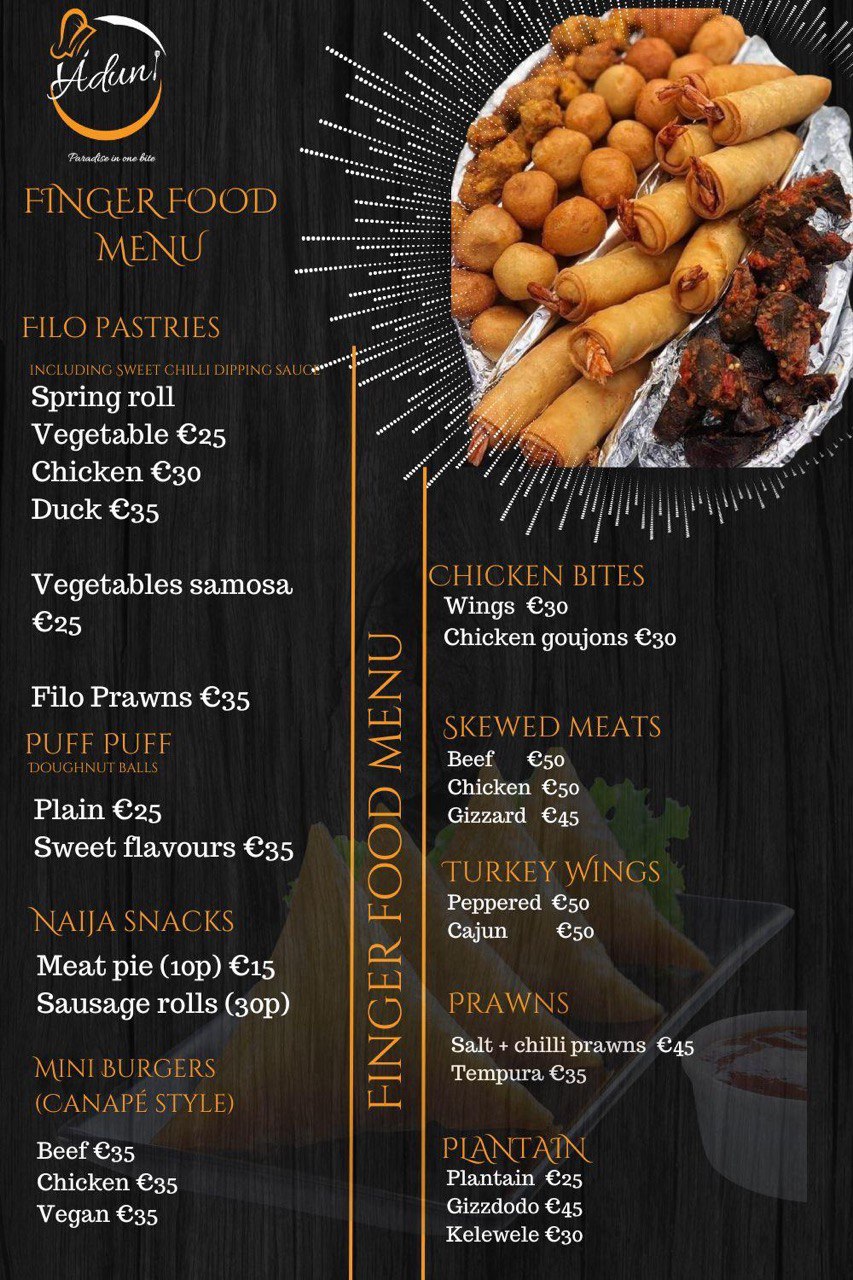 Áduni
Paradise in one bite
FINGER FOOD
MENU
FILO PASTRIES
INCLUDING SWEET CHILLI DIPPING SAUCE
Spring roll
Vegetable €25
Chicken €30
Duck €35
Vegetables samosa
€25
Filo Prawns €35
PUFF PUFF
DOUGHNUT BALLS
Plain €25
Sweet flavours €35
NAIJA SNACKS
Meat pie (10p) €15
Sausage rolls (30p)
MINI BURGERS
(CANAPÉ STYLE)
Beef €35
Chicken €35
Vegan €35
FINGER FOOD MENU
CHICKEN BITES
Wings €30
Chicken goujons €30
SKEWED MEATS
Beef €50
Chicken €50
Gizzard €45
TURKEY WINGS
Peppered €50
Cajun €50
PRAWNS
Salt + chilli prawns €45
Tempura €35
PLANTAIN
Plantain €25
Gizzdodo €45
Kelewele €30